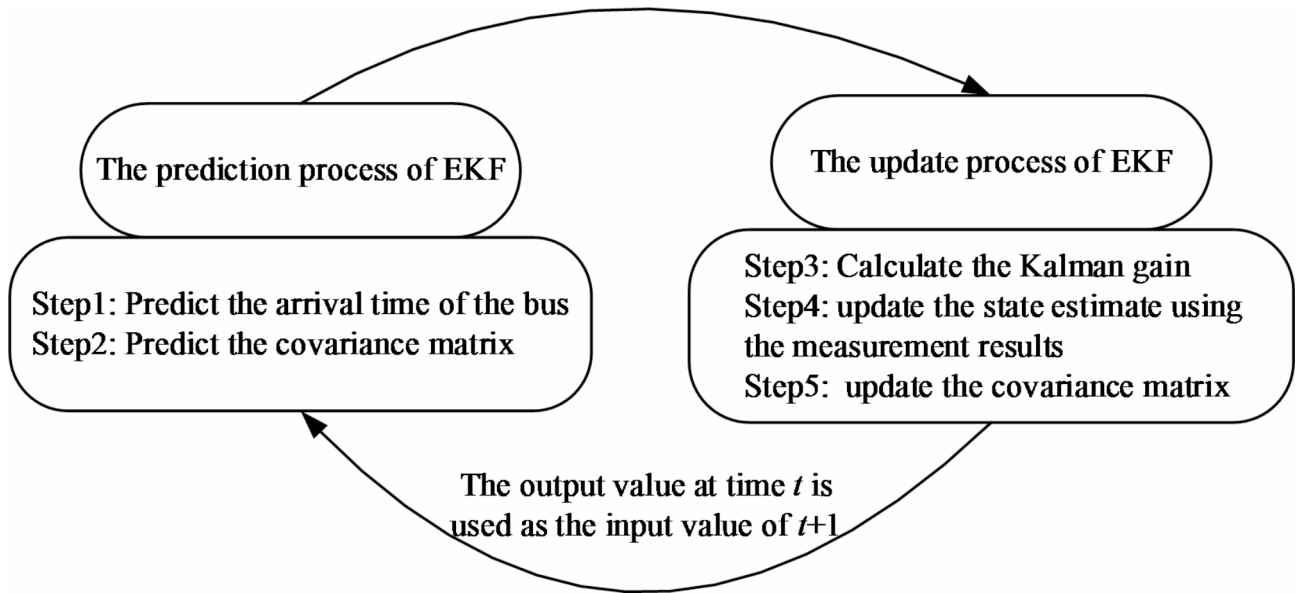 The prediction process of EKF
Step1: Predict the arrival time of the bus
Step2: Predict the covariance matrix
The update process of EKF
Step3: Calculate the Kalman gain
Step4: update the state estimate using
the measurement results
Step5: update the covariance matrix
The output value at time t is
used as the input value of t+1